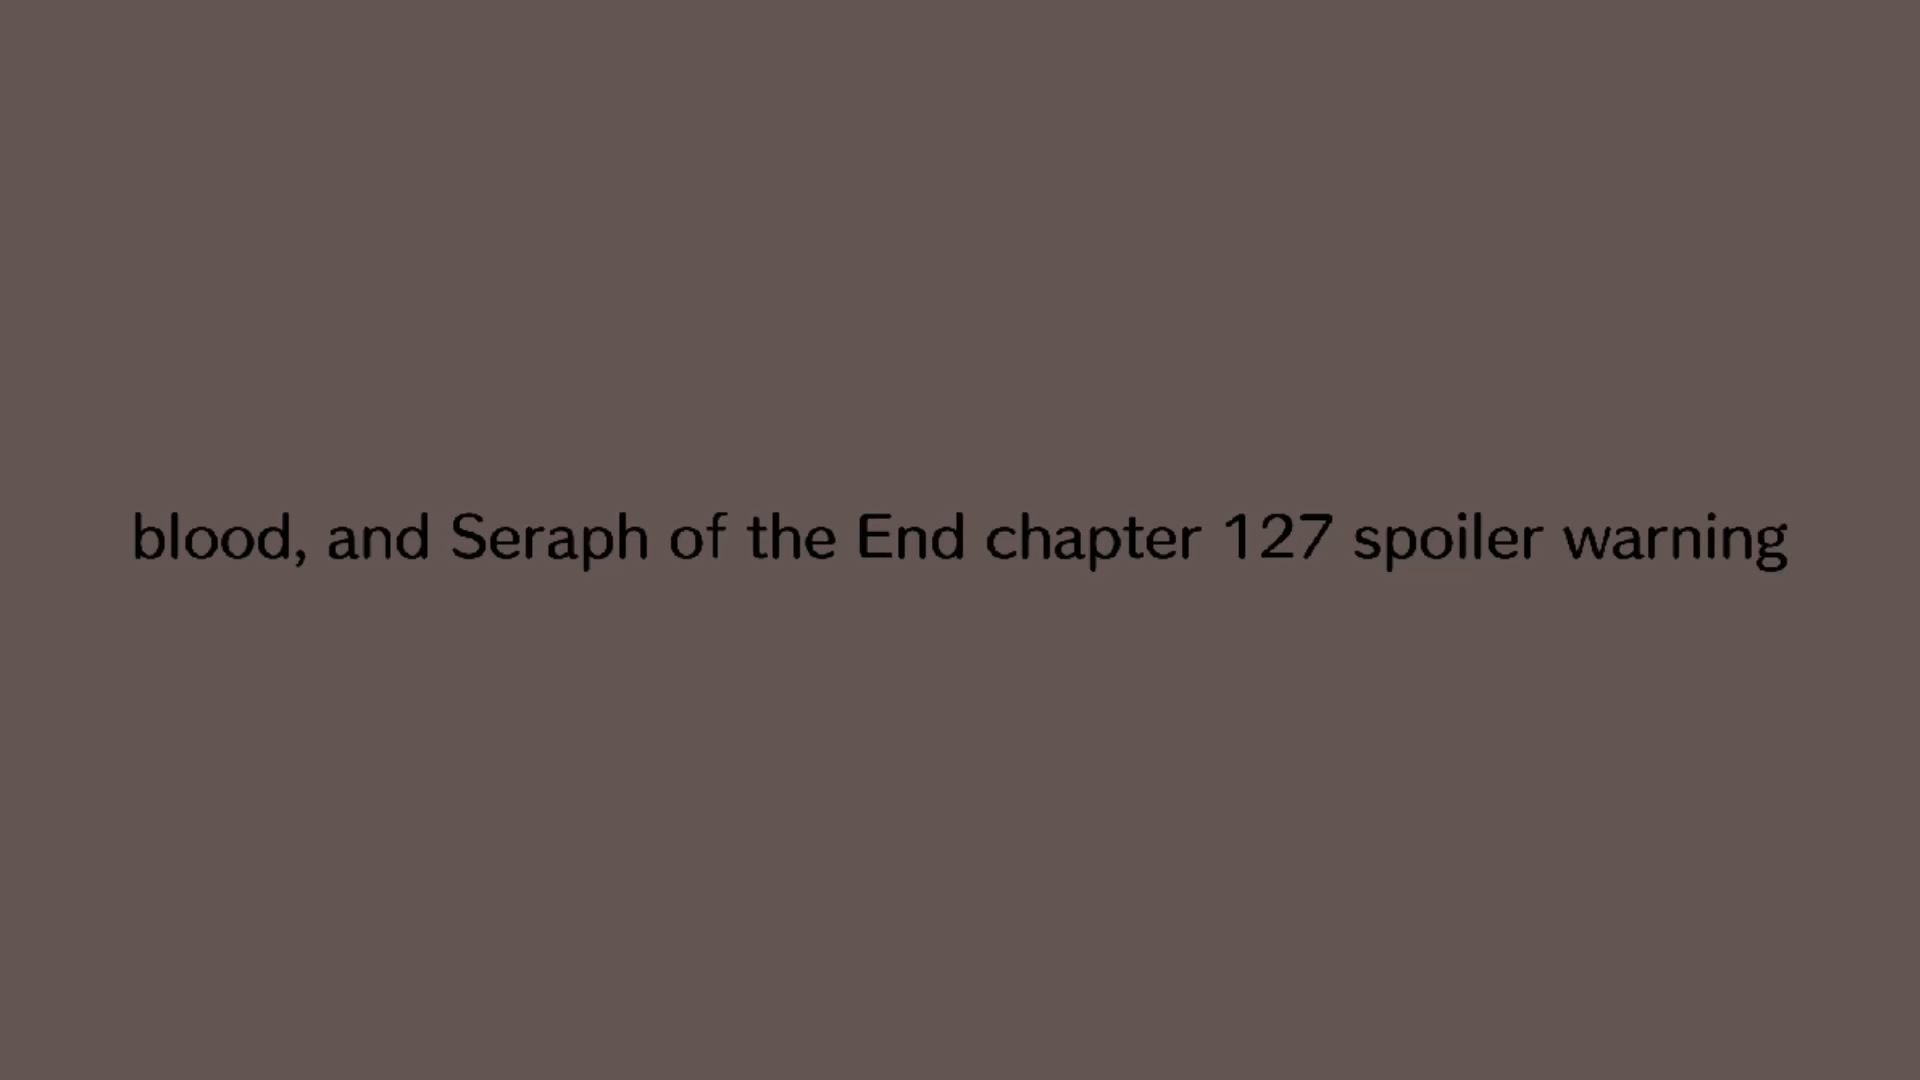 blood, and Seraph of the End chapter 127 spoiler warning